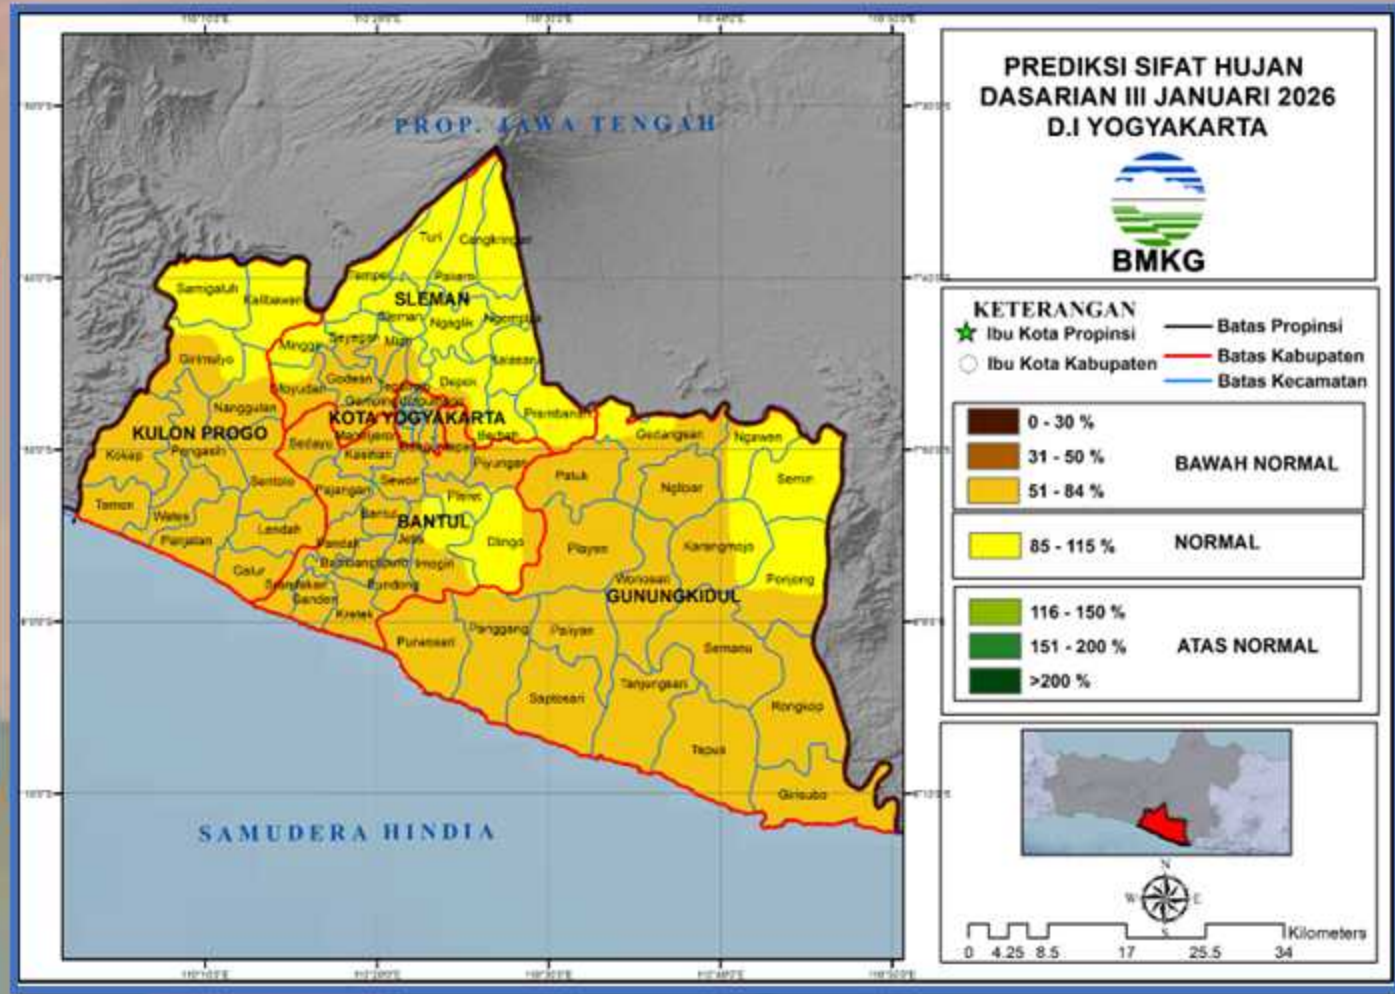 PREDIKSI SIFAT HUJAN
DASARIAN III JANUARI 2026
D.I YOGYAKARTA
BMKG
KETERANGAN
Ibu Kota Propinsi
Ibu Kota Kabupaten
Batas Propinsi
Batas Kabupaten
Batas Kecamatan
0 - 30 %
31 - 50 %
51 - 84 %
BAWAH NORMAL
85 - 115 %
NORMAL
116 - 150 %
151 - 200 %
>200 %
ATAS NORMAL
N
W
E
S
Kilometers
0 4.25 8.5 17 25.5 34
PROP. JAWA TENGAH
Turi
Cangkringan
Tempel
Pakem
Samigaluh
Kalibawang
SLEMAN
Sleman
Ngaglik
Ngemplak
Seyegan
Mlati
Minggir
Girimulyo
Kalasan
Godean
Depok
Moyudan
Nanggulan
Prambanan
KOTA YOGYAKARTA
KULON PROGO
Berbah
Gedangsari
Ngawen
Sedayu
Kasihan
Kokap
Pengasih
Piyungan
Patuk
Semin
Sentolo
Sewon
Pajangan
Pleret
Nglipar
Temon
Wates
Bantul
BANTUL
Lendah
Panjatan
Pandak
Jetis
Dlingo
Playen
Karangmojo
Galur
Bambanglipuro
Imogiri
Ponjong
Srandakan
Pundong
Wonosari
Sanden
GUNUNGKIDUL
Kretek
Purwosari
Panggang
Paliyan
Semanu
Saptosari
Tanjungsari
Rongkop
Tepus
Girisubo
SAMUDERA HINDIA